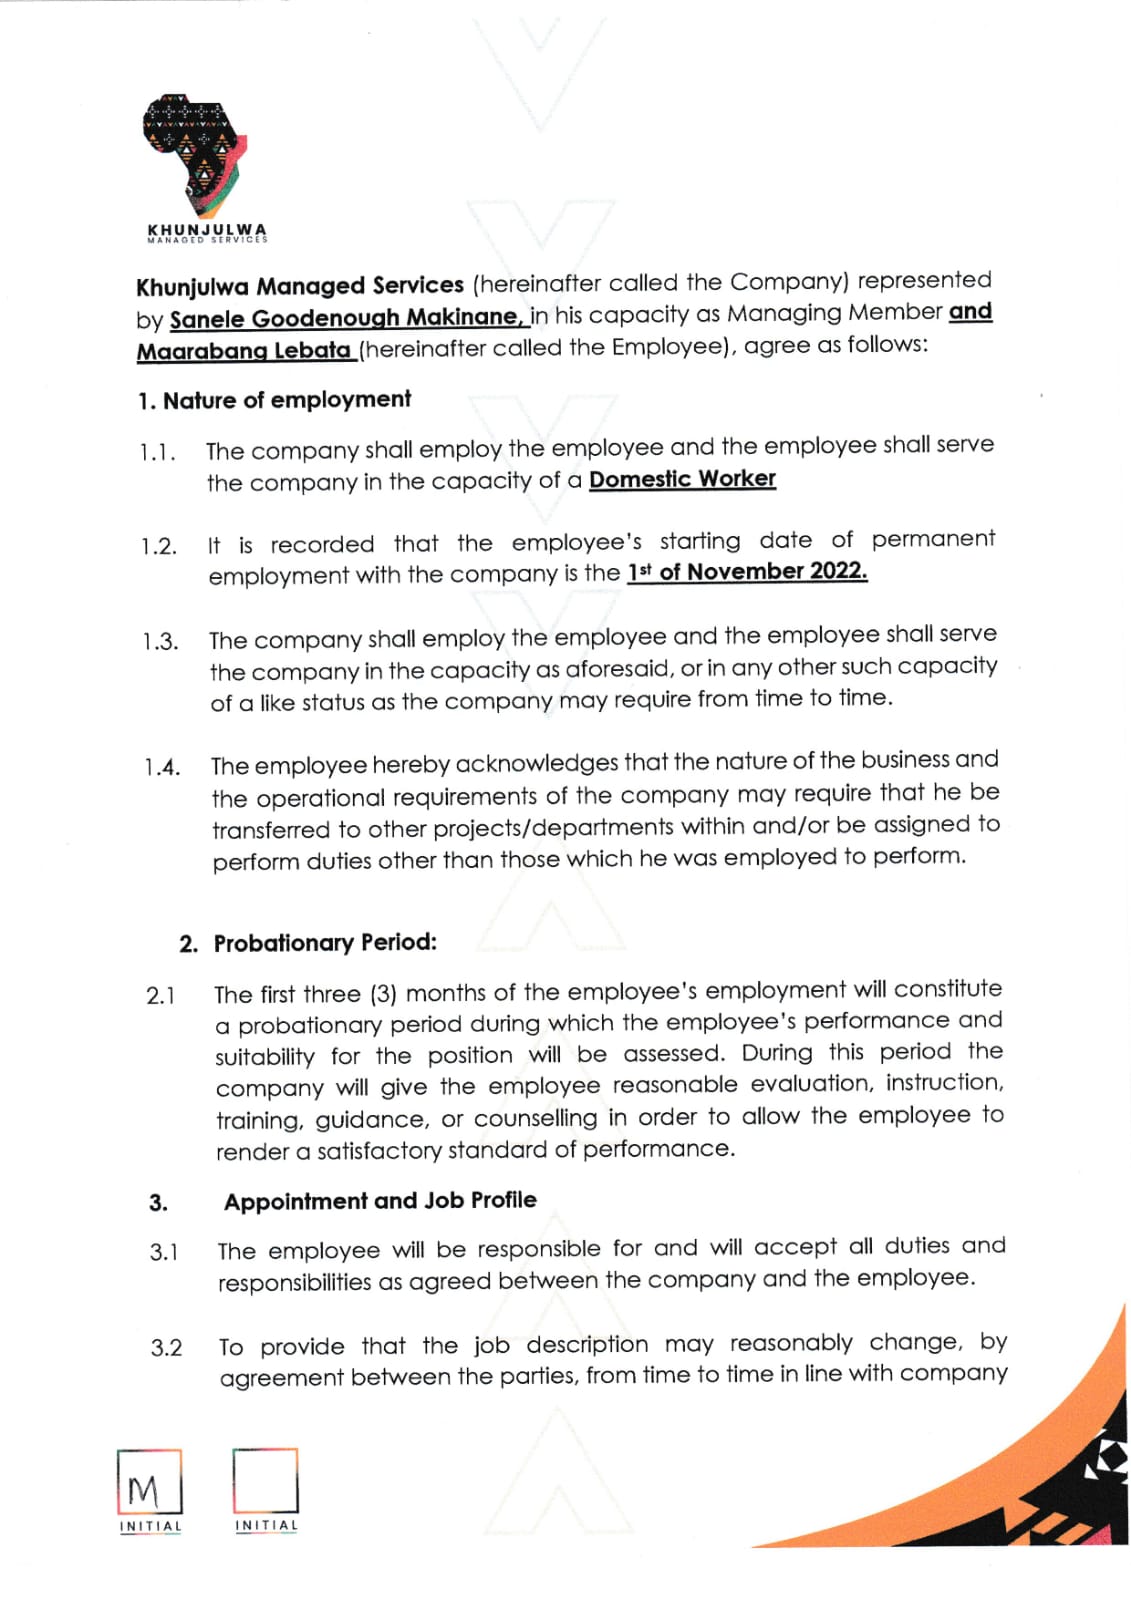 KHUNJULWA
MANAGED SERVICES
Khunjulwa Managed Services (hereinafter called the Company) represented
by Sanele Goodenough Makinane, in his capacity as Managing Member and
Maarabang Lebata (hereinafter called the Employee), agree as follows:
1. Nature of employment
1.1. The company shall employ the employee and the employee shall serve
the company in the capacity of a Domestic Worker
1.2. It is recorded that the employee's starting date of permanent
employment with the company is the 1st of November 2022.
1.3. The company shall employ the employee and the employee shall serve
the company in the capacity as aforesaid, or in any other such capacity
of a like status as the company may require from time to time.
1.4. The employee hereby acknowledges that the nature of the business and
the operational requirements of the company may require that he be
transferred to other projects/departments within and/or be assigned to
perform duties other than those which he was employed to perform.
2. Probationary Period:
2.1 The first three (3) months of the employee's employment will constitute
a probationary period during which the employee's performance and
suitability for the position will be assessed. During this period the
company will give the employee reasonable evaluation, instruction,
training, guidance, or counselling in order to allow the employee to
render a satisfactory standard of performance.
3. Appointment and Job Profile
3.1 The employee will be responsible for and will accept all duties and
responsibilities as agreed between the company and the employee.
3.2 To provide that the job description may reasonably change, by
agreement between the parties, from time to time in line with company
M
INITIAL INITIAL